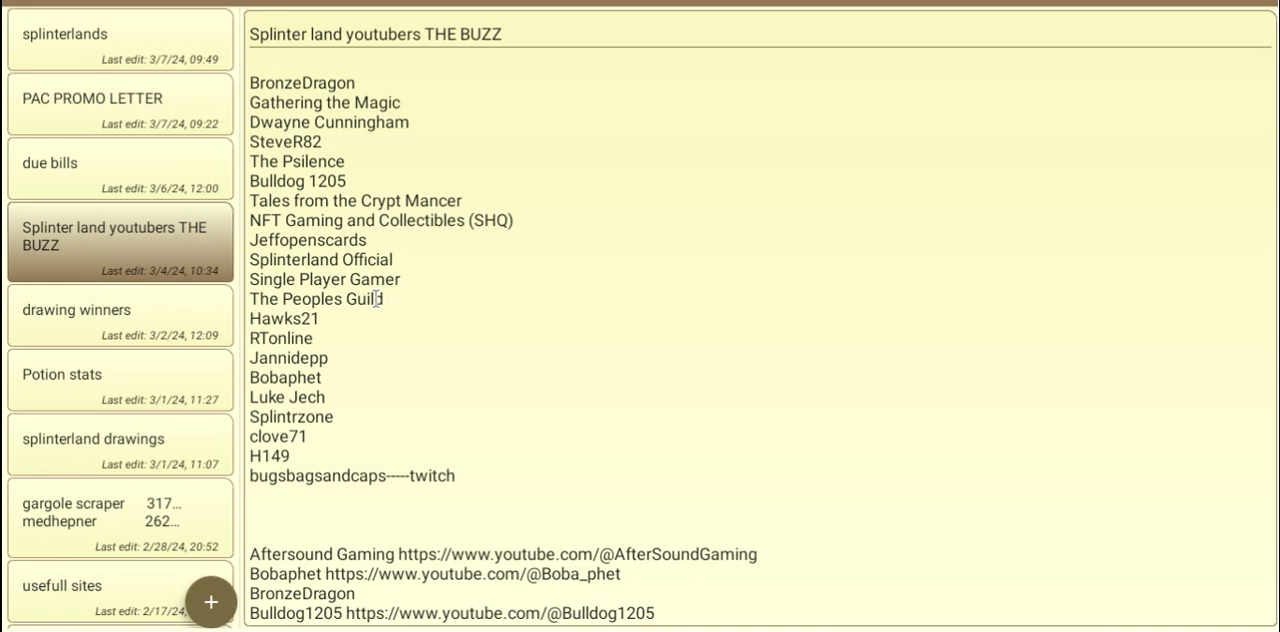 splinterlands
Last edit: 3/7/24, 09:49
PAC PROMO LETTER
Last edit: 3/7/24, 09:22
due bills
Last edit: 3/6/24, 12:00
Splinter land youtubers THE
BUZZ
Last edit: 3/4/24, 10:34
drawing winners
Last edit: 3/2/24, 12:09
Potion stats
Last edit: 3/1/24, 11:27
splinterland drawings
Last edit: 3/1/24, 11:07
gargole scraper 317...
medhepner 262...
Last edit: 2/28/24, 20:52
usefull sites
Last edit: 2/17/24,
+
Splinter land youtubers THE BUZZ
BronzeDragon
Gathering the Magic
Dwayne Cunningham
SteveR82
The Psilence
Bulldog 1205
Tales from the Crypt Mancer
NFT Gaming and Collectibles (SHQ)
Jeffopenscards
Splinterland Official
Single Player Gamer
The Peoples Guild
Hawks21
RTonline
Jannidepp
Bobaphet
Luke Jech
Splintrzone
clove71
H149
bugsbagsandcaps-----twitch
Aftersound Gaming https://www.youtube.com/@AfterSoundGaming
Bobaphet https://www.youtube.com/@Boba_phet
BronzeDragon
Bulldog1205 https://www.youtube.com/@Bulldog1205